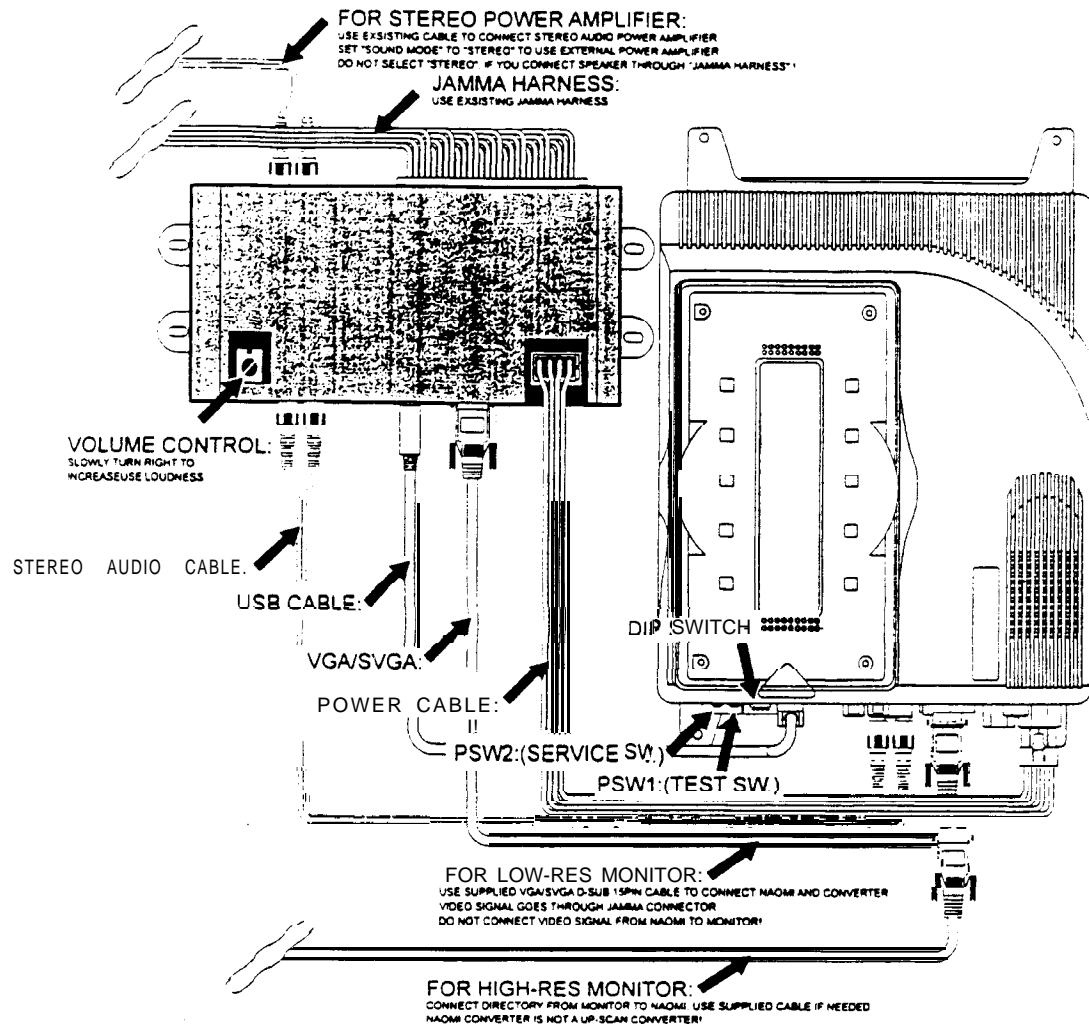 FOR STEREO POWER AMPLIFIER:
USE EXSISTING CABLE TO CONNECT STEREO AUDIO POWER AMPLIFIER
SET "SOUND MODE" TO "STEREO" TO USE EXTERNAL POWER AMPLIFIER
DO NOT SELECT "STEREO", IF YOU CONNECT SPEAKER THROUGH "JAMMA HARNESS"!
JAMMA HARNESS:
USE EXSISTING JAMMA HARNESS
VOLUME CONTROL:
SLOWLY TURN RIGHT TO
INCREASEUSE LOUDNESS
STEREO AUDIO CABLE.
USB CABLE:
VGA/SVGA:
POWER CABLE:
DIP SWITCH
PSW2:(SERVICE SW.)
PSW1:(TEST SW.)
FOR LOW-RES MONITOR:
USE SUPPLIED VGA/SVGA D-SUB 15PIN CABLE TO CONNECT NAOMI AND CONVERTER
VIDEO SIGNAL GOES THROUGH JAMMA CONNECTOR
DO NOT CONNECT VIDEO SIGNAL FROM NAOMI TO MONITOR!
FOR HIGH-RES MONITOR:
CONNECT DIRECTORY FROM MONITOR TO NAOMI. USE SUPPLIED CABLE IF NEEDED
NAOMI CONVERTER IS NOT A UP-SCAN CONVERTER!